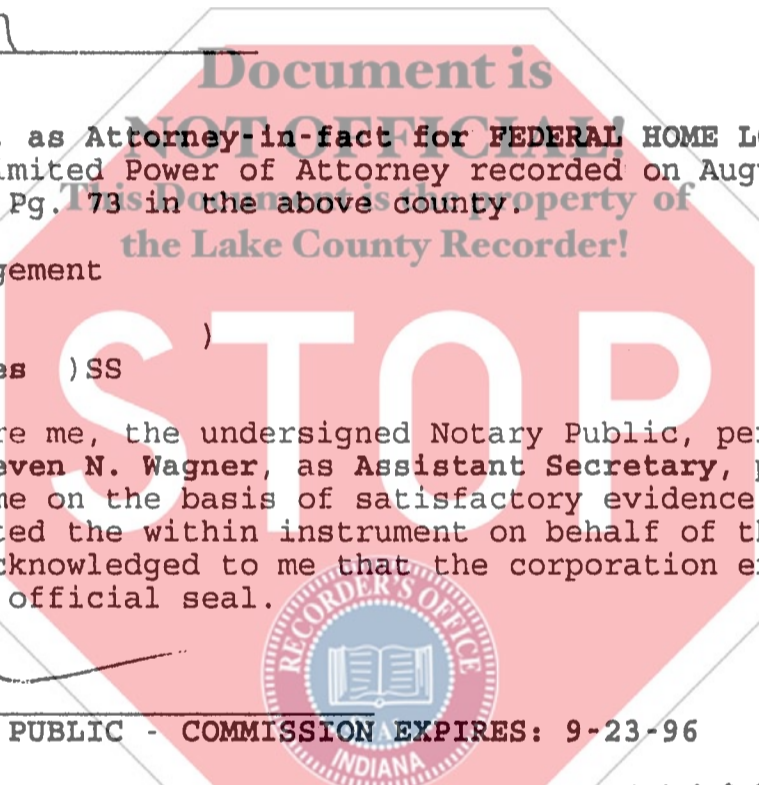 Document is
NOT OFFICIAL!
. as Attorney-in-fact for FEDERAL HOME LO
imited Power of Attorney recorded on Aug
This Document is the property of
Pg. 73 in the above county.
the Lake County Recorder!
gement
)
es )SS
STOP
re me, the undersigned Notary Public, per
even N. Wagner, as Assistant Secretary, p
me on the basis of satisfactory evidence
ted the within instrument on behalf of th
cknowledged to me that the corporation ex
official seal.
RECORDER'S OFFICE
PUBLIC - COMMISSION EXPIRES: 9-23-96
INDIANA